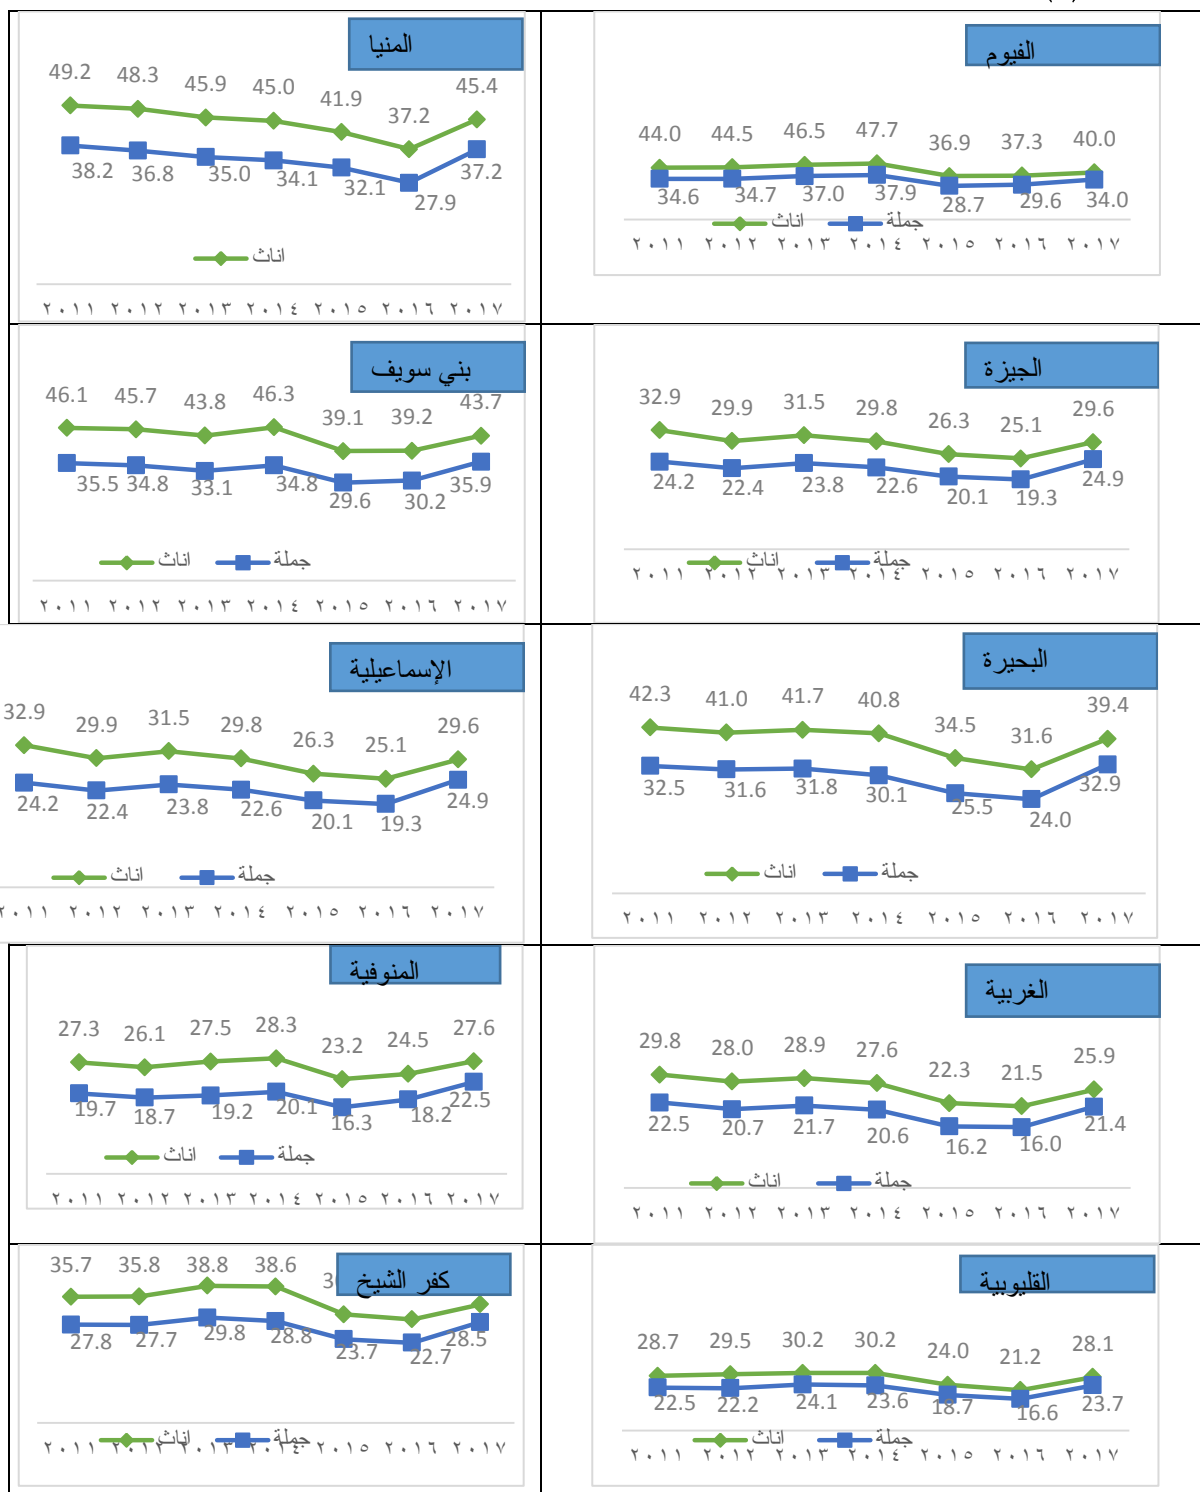 المنيا
49.2 48.3 45.9 45.0 41.9 37.2 45.4
38.2 36.8 35.0 34.1 32.1 27.9 37.2
اناث
٢٠١١ ٢٠١٢ ٢٠١٣ ٢٠١٤ ٢٠١٥ ٢٠١٦ ٢٠١٧
الفيوم
44.0 44.5 46.5 47.7 36.9 37.3 40.0
34.6 34.7 37.0 37.9 28.7 29.6 34.0
اناث جملة
٢٠١١ ٢٠١٢ ٢٠١٣ ٢٠١٤ ٢٠١٥ ٢٠١٦ ٢٠١٧
بني سويف
46.1 45.7 43.8 46.3 39.1 39.2 43.7
35.5 34.8 33.1 34.8 29.6 30.2 35.9
اناث جملة
٢٠١١ ٢٠١٢ ٢٠١٣ ٢٠١٤ ٢٠١٥ ٢٠١٦ ٢٠١٧
الجيزة
32.9 29.9 31.5 29.8 26.3 25.1 29.6
24.2 22.4 23.8 22.6 20.1 19.3 24.9
اناث جملة
٢٠١١ ٢٠١٢ ٢٠١٣ ٢٠١٤ ٢٠١٥ ٢٠١٦ ٢٠١٧
الإسماعيلية
32.9 29.9 31.5 29.8 26.3 25.1 29.6
24.2 22.4 23.8 22.6 20.1 19.3 24.9
اناث جملة
٢٠١١ ٢٠١٢ ٢٠١٣ ٢٠١٤ ٢٠١٥ ٢٠١٦ ٢٠١٧
البحيرة
42.3 41.0 41.7 40.8 34.5 31.6 39.4
32.5 31.6 31.8 30.1 25.5 24.0 32.9
اناث جملة
٢٠١١ ٢٠١٢ ٢٠١٣ ٢٠١٤ ٢٠١٥ ٢٠١٦ ٢٠١٧
المنوفية
27.3 26.1 27.5 28.3 23.2 24.5 27.6
19.7 18.7 19.2 20.1 16.3 18.2 22.5
اناث جملة
٢٠١١ ٢٠١٢ ٢٠١٣ ٢٠١٤ ٢٠١٥ ٢٠١٦ ٢٠١٧
الغربية
29.8 28.0 28.9 27.6 22.3 21.5 25.9
22.5 20.7 21.7 20.6 16.2 16.0 21.4
اناث جملة
٢٠١١ ٢٠١٢ ٢٠١٣ ٢٠١٤ ٢٠١٥ ٢٠١٦ ٢٠١٧
كفر الشيخ
35.7 35.8 38.8 38.6
27.8 27.7 29.8 28.8 23.7 22.7 28.5
اناث جملة
٢٠١١ ٢٠١٢ ٢٠١٣ ٢٠١٤ ٢٠١٥ ٢٠١٦ ٢٠١٧
القليوبية
28.7 29.5 30.2 30.2 24.0 21.2 28.1
22.5 22.2 24.1 23.6 18.7 16.6 23.7
اناث جملة
٢٠١١ ٢٠١٢ ٢٠١٣ ٢٠١٤ ٢٠١٥ ٢٠١٦ ٢٠١٧